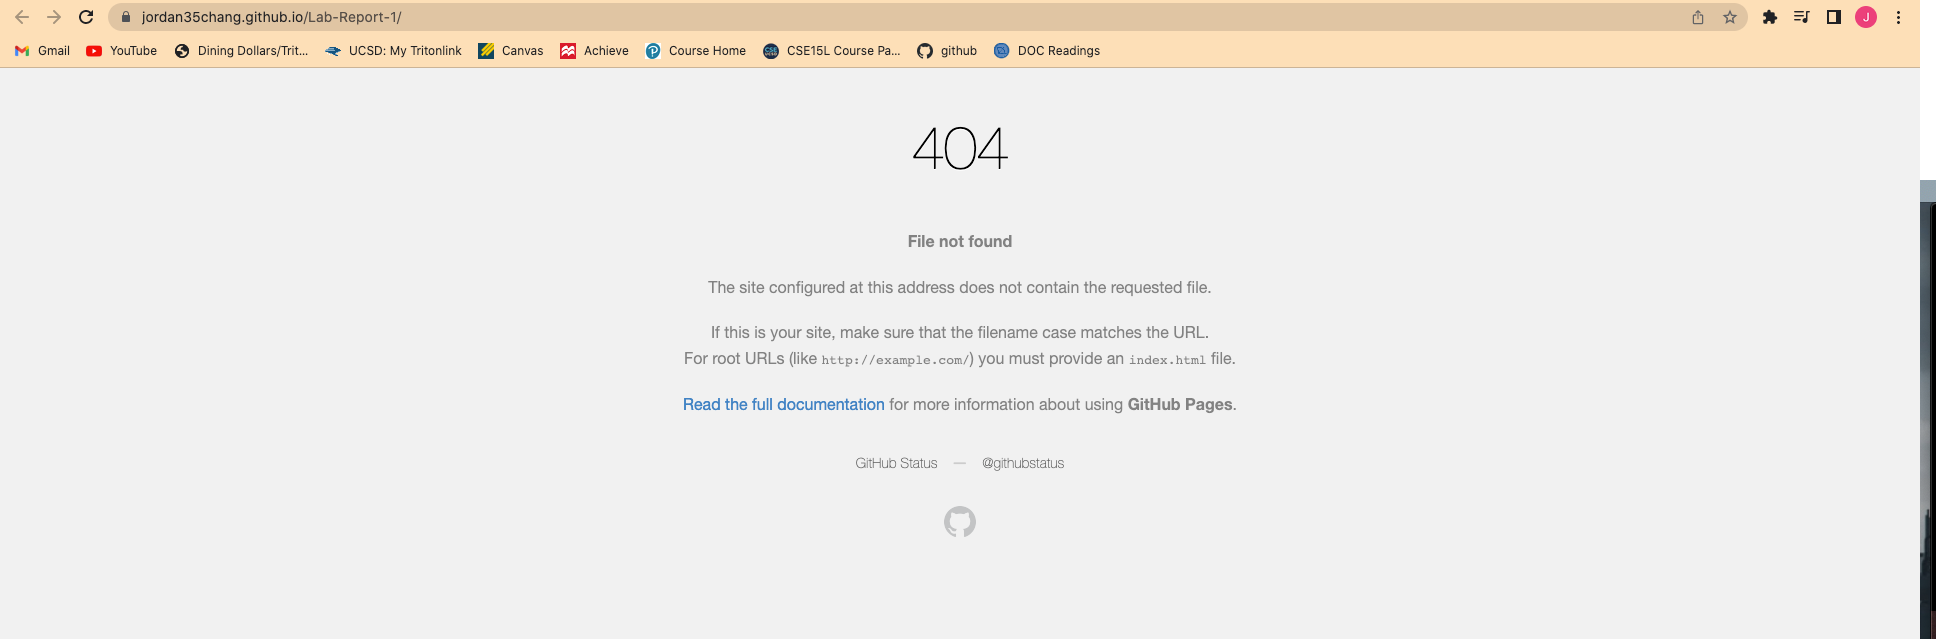 jordan35chang.github.io/Lab-Report-1/
J
Gmail YouTube Dining Dollars/Trit... UCSD: My Tritonlink Canvas Achieve Course Home CSE15L Course Pa... github DOC Readings
404
File not found
The site configured at this address does not contain the requested file.
If this is your site, make sure that the filename case matches the URL.
For root URLs (like http://example.com/) you must provide an index.html file.
Read the full documentation for more information about using GitHub Pages.
GitHub Status — @githubstatus